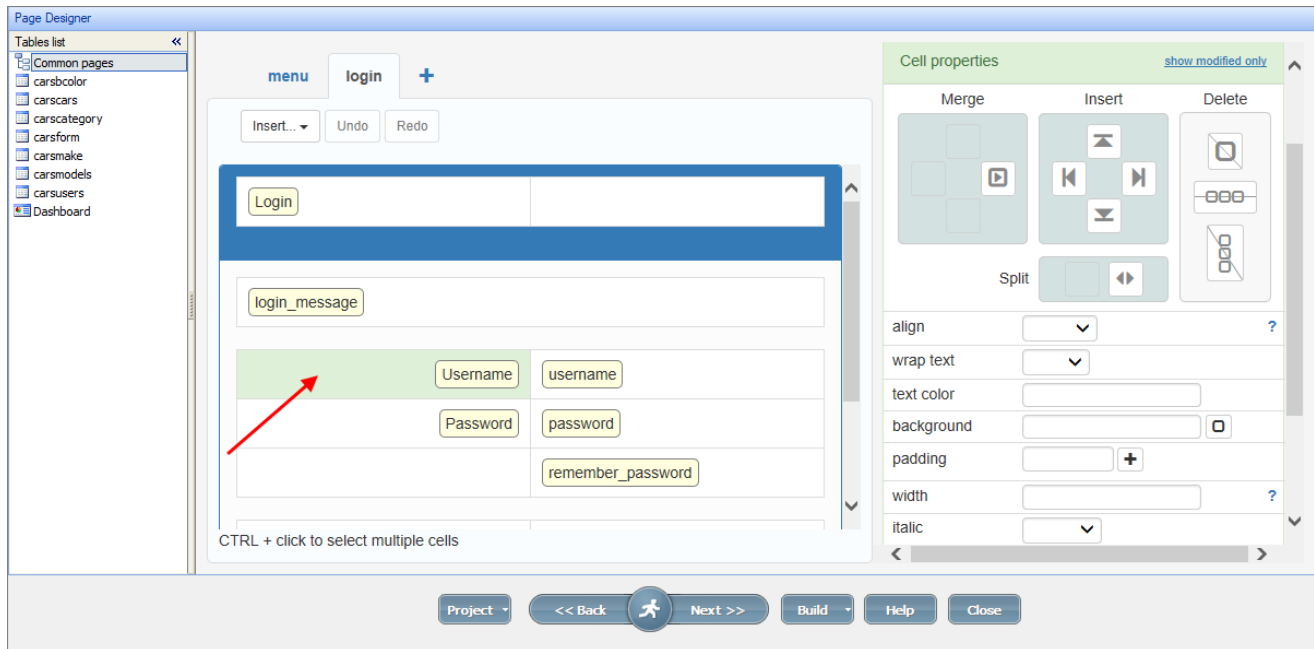 Page Designer
Tables list «
Common pages
carsbcolor
carscars
carscategory
carsform
carsmake
carsmodels
carsusers
Dashboard
menu login +
Insert... Undo Redo
Login
login_message
Username username
Password password
remember_password
CTRL + click to select multiple cells
Cell properties show modified only
Merge Insert Delete
Split
align ?
wrap text
text color
background
padding
width ?
italic
Project << Back Next >> Build Help Close